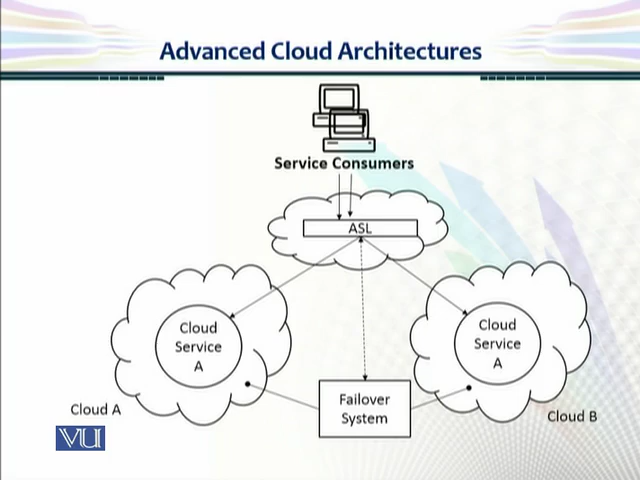 Advanced Cloud Architectures
Service Consumers
ASL
Cloud
Service
A
Cloud
Service
A
Failover
System
Cloud A
Cloud B
VU